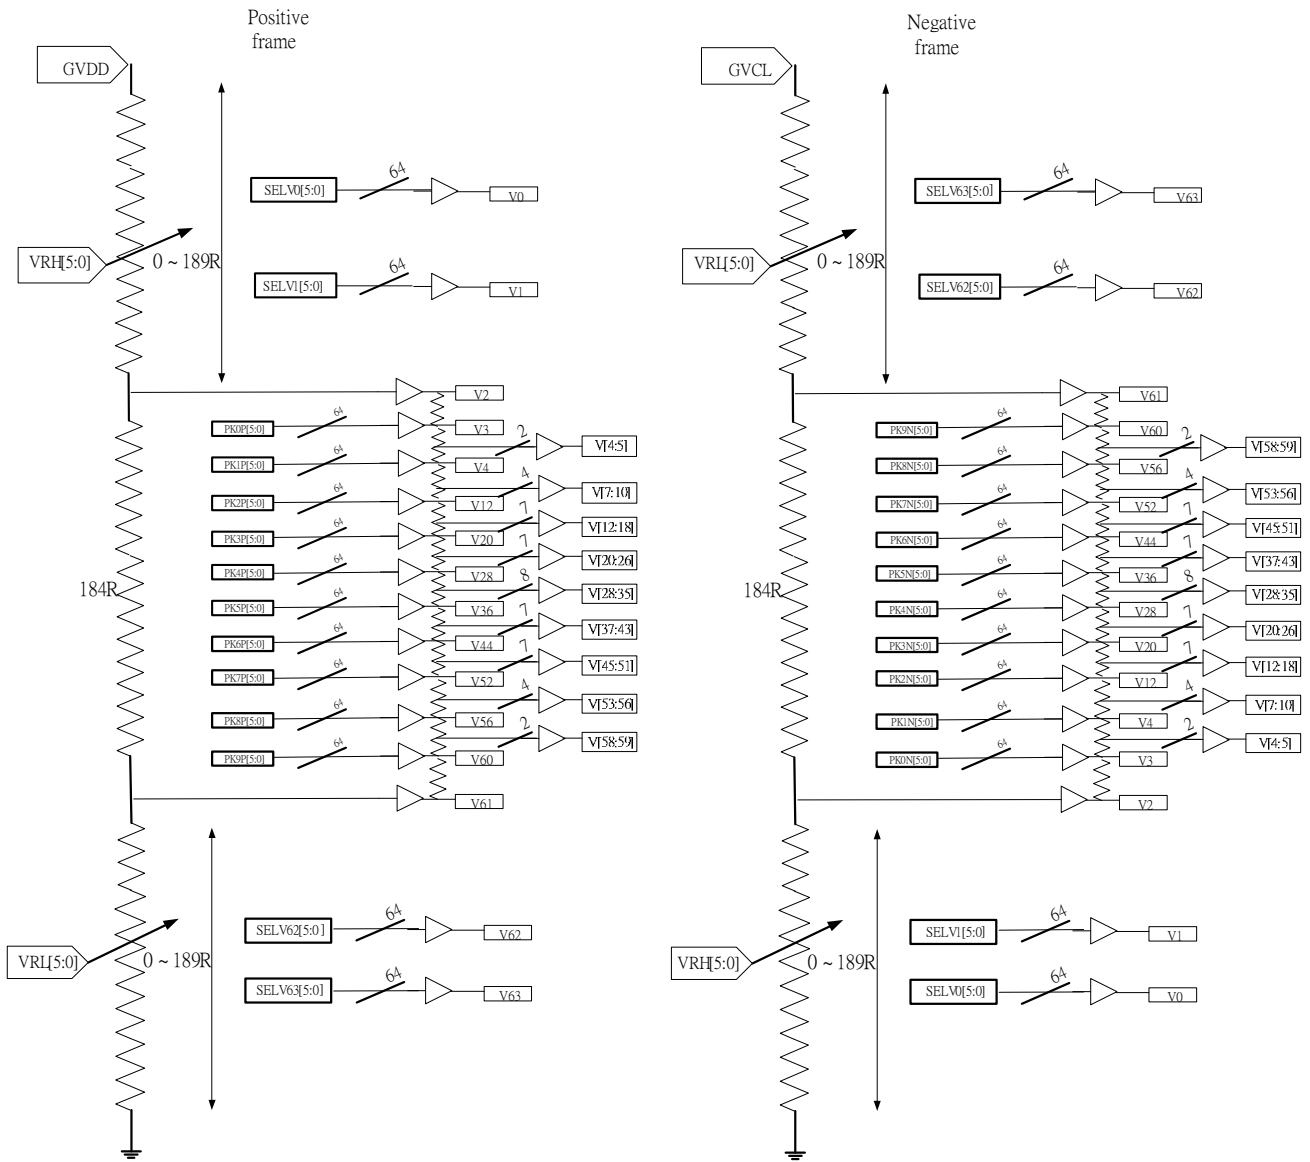 Positive
frame
GVDD
SELV0[5:0]
64
V0
VRH[5:0]
0 ~ 189R
SELV1[5:0]
64
V1
V2
PK0P[5:0]
64
V3
2
V[4:5]
PK1P[5:0]
64
V4
4
V[7:10]
PK2P[5:0]
64
V12
7
V[12:18]
PK3P[5:0]
64
V20
7
V[20:26]
184R
PK4P[5:0]
64
V28
8
V[28:35]
PK5P[5:0]
64
V36
7
V[37:43]
PK6P[5:0]
64
V44
7
V[45:51]
PK7P[5:0]
64
V52
4
V[53:56]
PK8P[5:0]
64
V56
2
V[58:59]
PK9P[5:0]
64
V60
V61
VRL[5:0]
0 ~ 189R
SELV62[5:0]
64
V62
SELV63[5:0]
64
V63
Negative
frame
GVCL
SELV63[5:0]
64
V63
VRL[5:0]
0 ~ 189R
SELV62[5:0]
64
V62
V61
PK9N[5:0]
64
V60
2
V[58:59]
PK8N[5:0]
64
V56
4
V[53:56]
PK7N[5:0]
64
V52
7
V[45:51]
PK6N[5:0]
64
V44
7
V[37:43]
184R
PK5N[5:0]
64
V36
8
V[28:35]
PK4N[5:0]
64
V28
7
V[20:26]
PK3N[5:0]
64
V20
7
V[12:18]
PK2N[5:0]
64
V12
4
V[7:10]
PK1N[5:0]
64
V4
2
V[4:5]
PK0N[5:0]
64
V3
V2
VRH[5:0]
0 ~ 189R
SELV1[5:0]
64
V1
SELV0[5:0]
64
V0